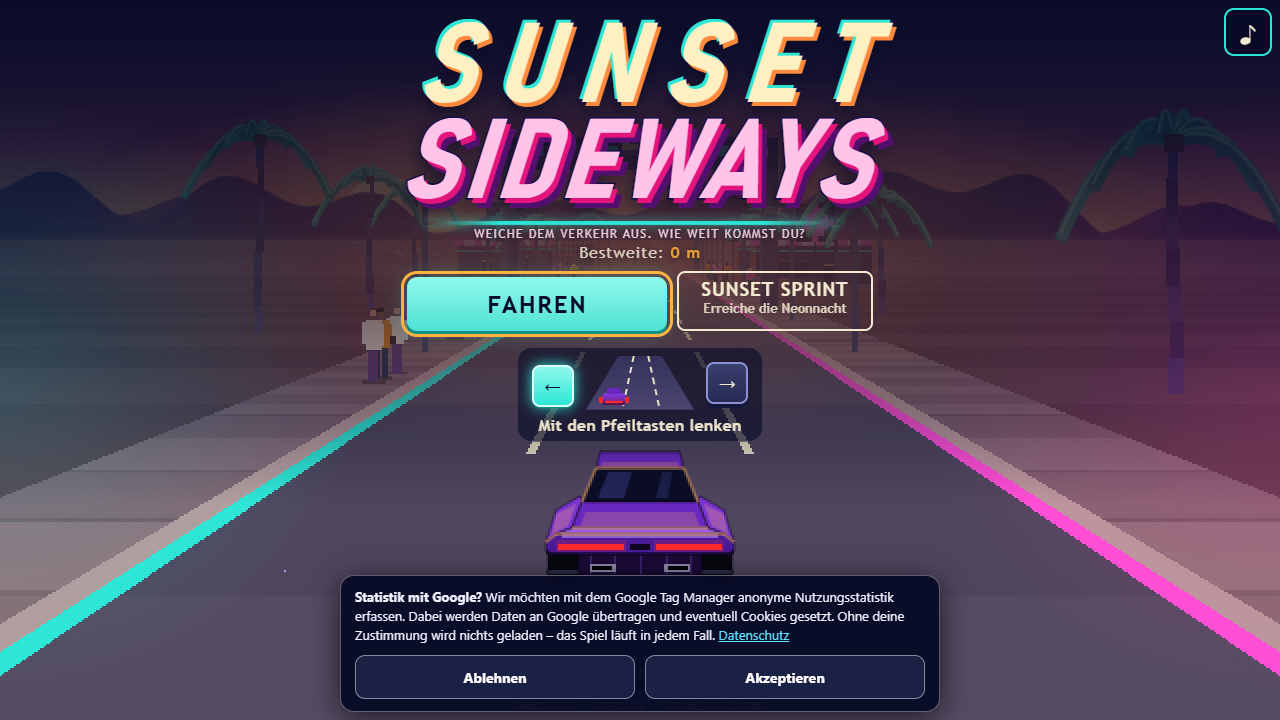 SUNSET
SIDEWAYS
WEICHE DEM VERKEHR AUS. WIE WEIT KOMMST DU?
Bestweite: 0 m
FAHREN
SUNSET SPRINT
Erreiche die Neonnacht
← →
Mit den Pfeiltasten lenken
Statistik mit Google? Wir möchten mit dem Google Tag Manager anonyme Nutzungsstatistik
erfassen. Dabei werden Daten an Google übertragen und eventuell Cookies gesetzt. Ohne deine
Zustimmung wird nichts geladen – das Spiel läuft in jedem Fall. Datenschutz
Ablehnen
Akzeptieren